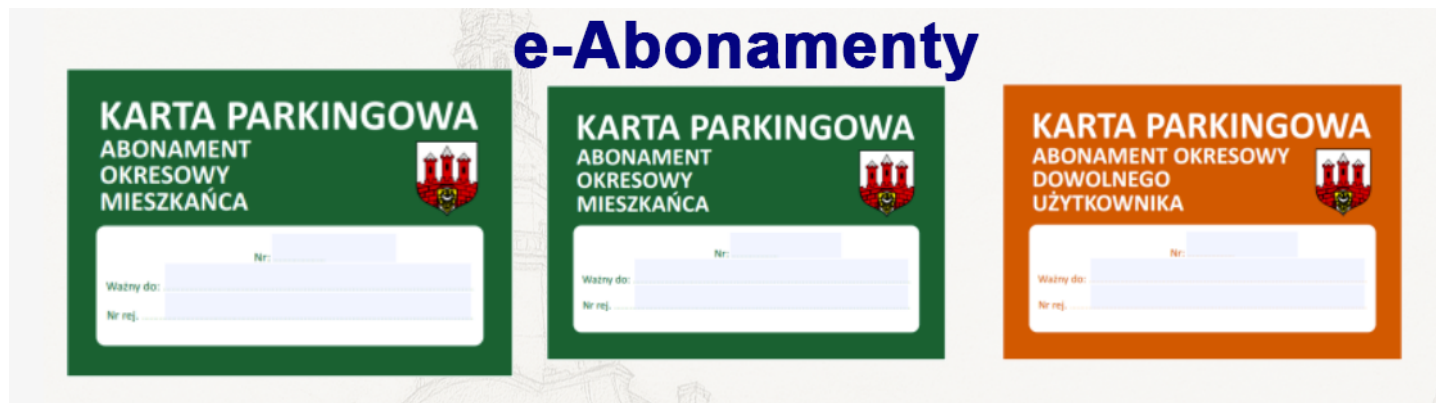 e-Abonamenty
KARTA PARKINGOWA
ABONAMENT
OKRESOWY
MIESZKAŃCA
Nr:
Ważny do:
Nr rej.
KARTA PARKINGOWA
ABONAMENT
OKRESOWY
MIESZKAŃCA
Nr:
Ważny do:
Nr rej.
KARTA PARKINGOWA
ABONAMENT OKRESOWY
DOWOLNEGO
UŻYTKOWNIKA
Nr:
Ważny do:
Nr rej.